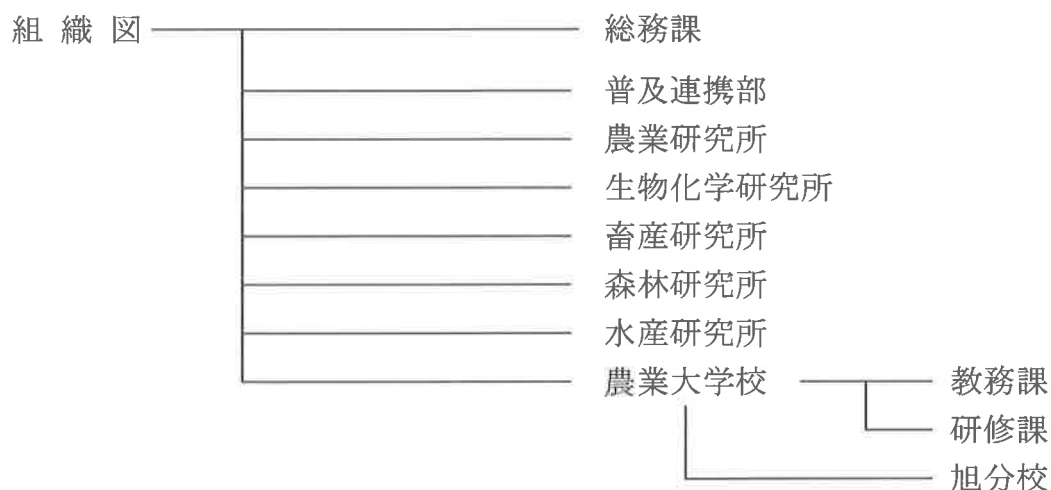 組 織 図 総務課
普及連携部
農業研究所
生物化学研究所
畜産研究所
森林研究所
水産研究所
農業大学校 教務課
研修課
旭分校